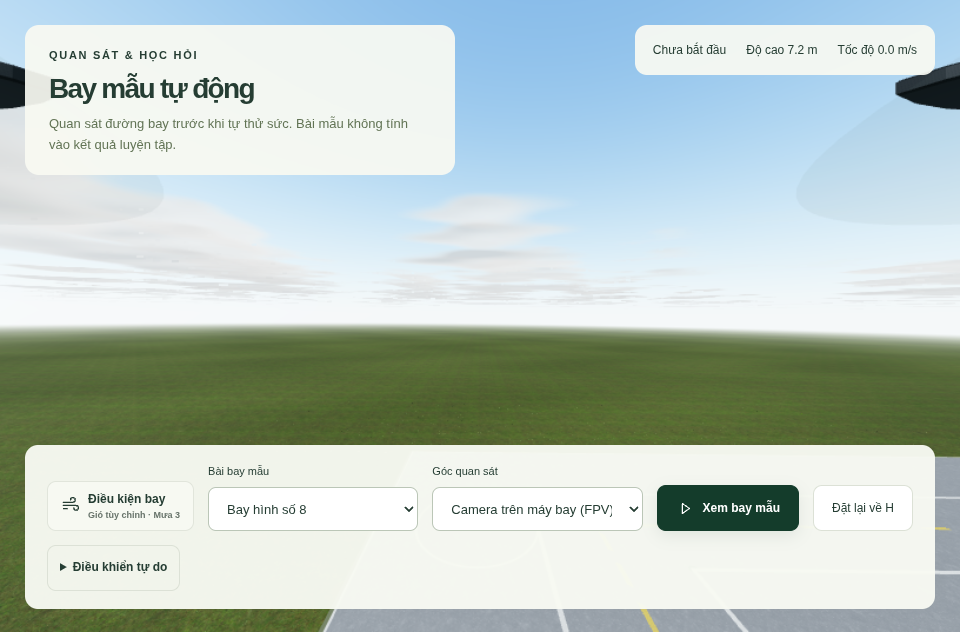 QUAN SÁT & HỌC HỎI
Bay mẫu tự động
Quan sát đường bay trước khi tự thử sức. Bài mẫu không tính
vào kết quả luyện tập.
Chưa bắt đầu Độ cao 7.2 m Tốc độ 0.0 m/s
Bài bay mẫu
Góc quan sát
Điều kiện bay
Gió tùy chỉnh · Mưa 3
Bay hình số 8
Camera trên máy bay (FPV)
Xem bay mẫu
Đặt lại về H
Điều khiển tự do